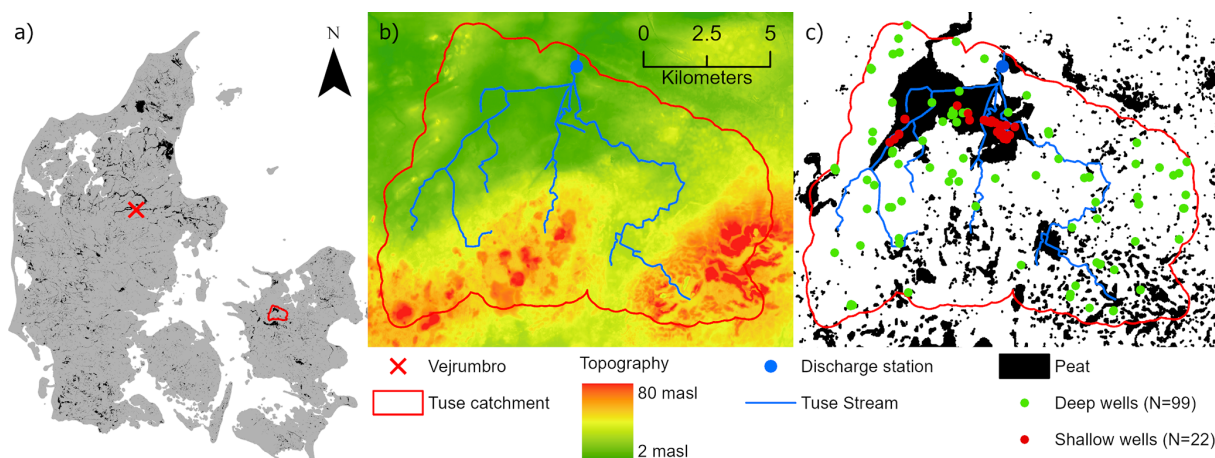 a)
N
b)
0 2.5 5
Kilometers
c)
Vejrumbro
Tuse catchment
Topography
80 masl
2 masl
Discharge station
Tuse Stream
Peat
Deep wells (N=99)
Shallow wells (N=22)